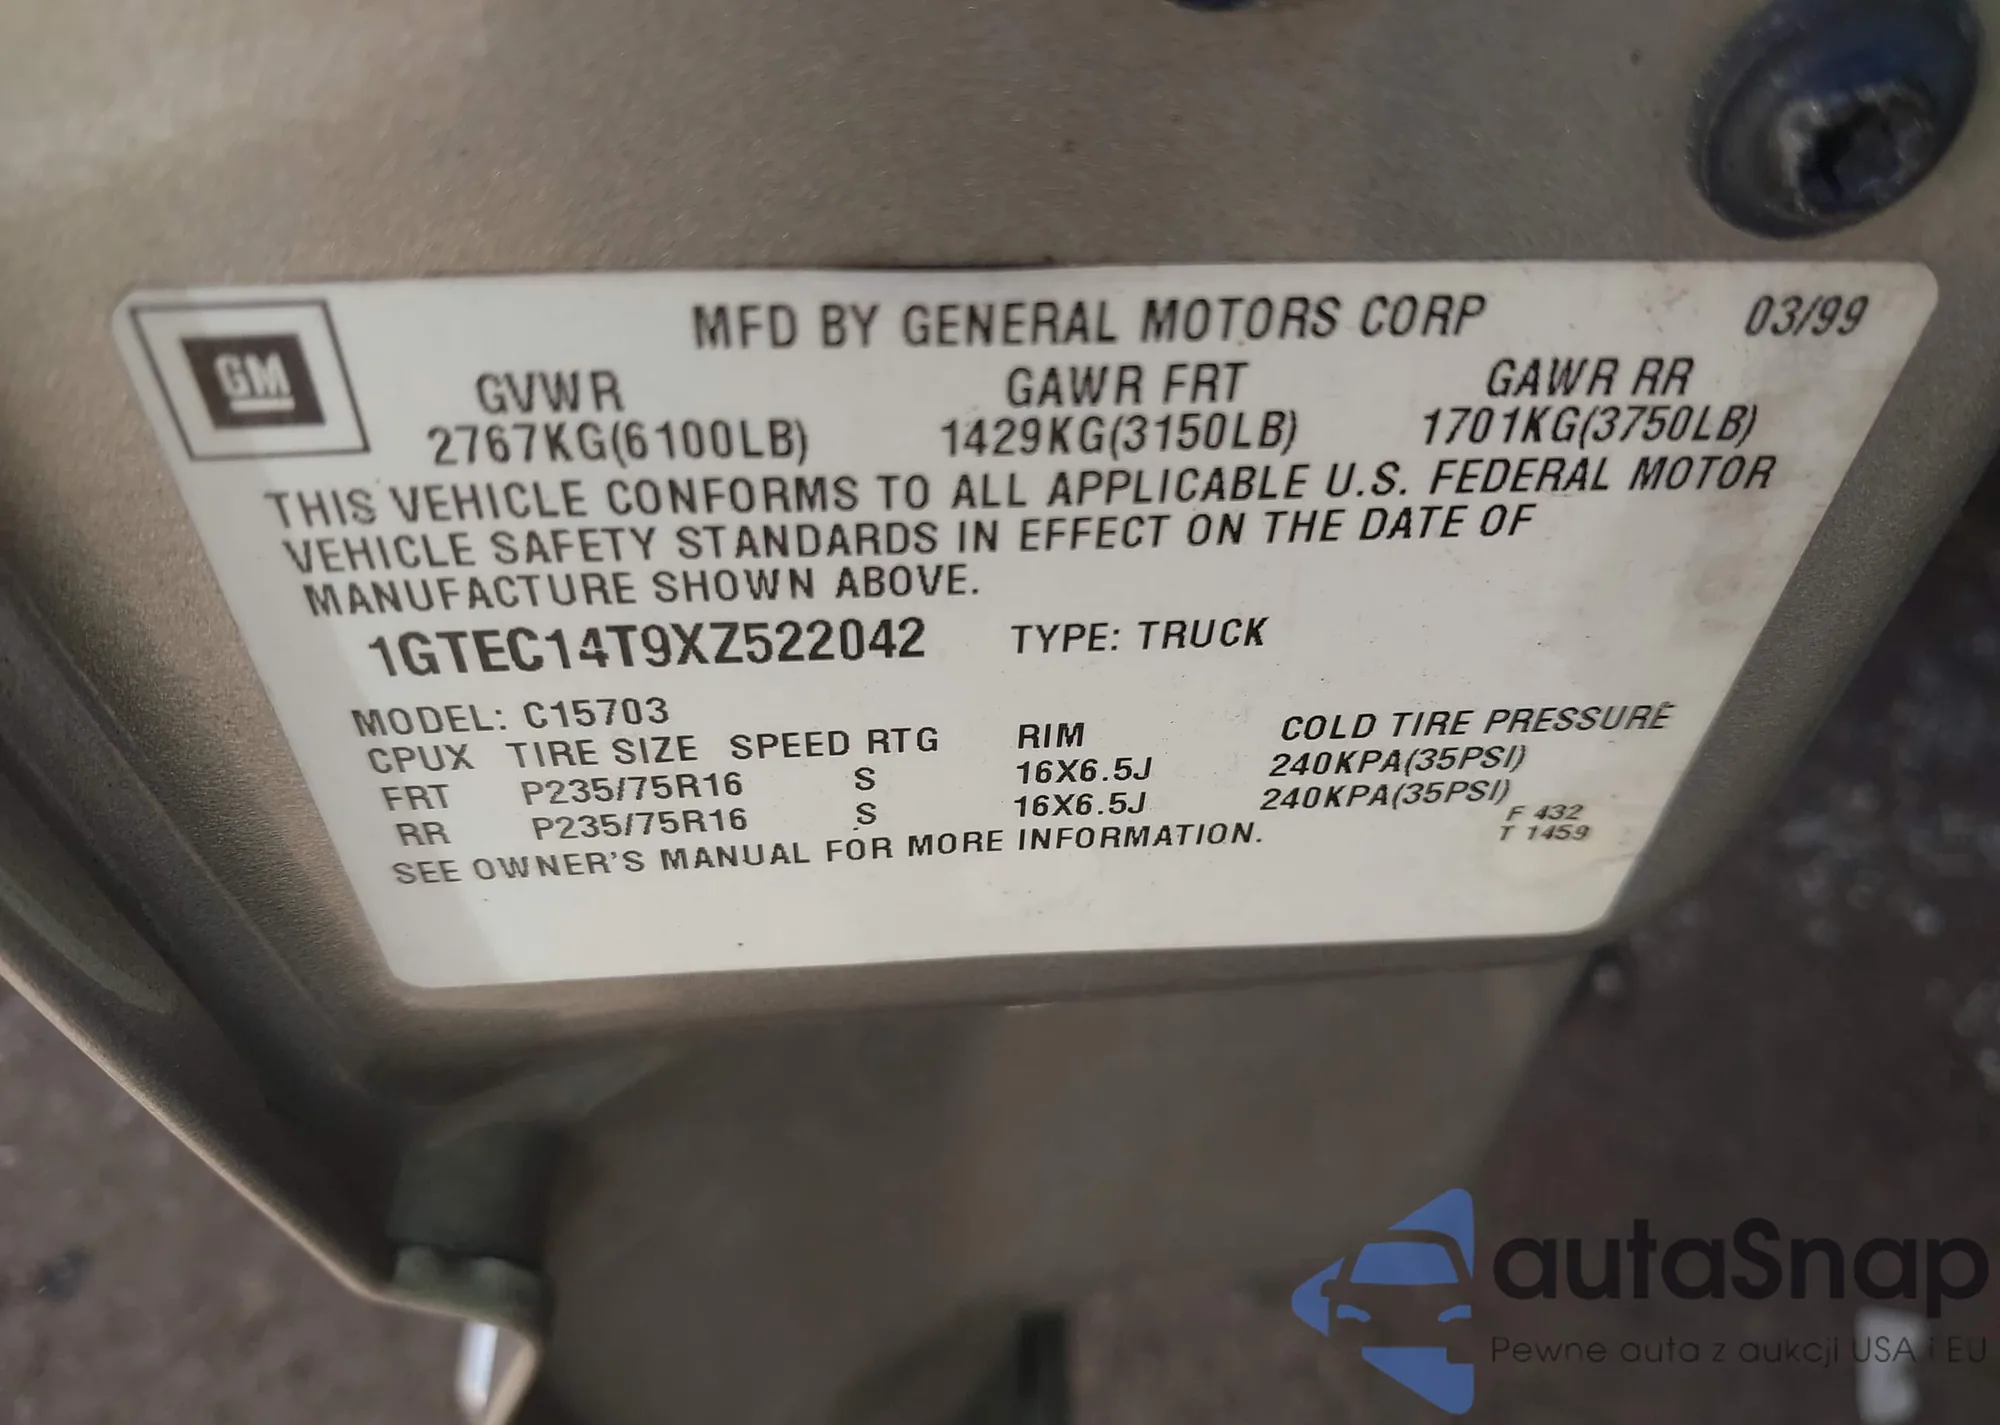 GM
MFD BY GENERAL MOTORS CORP 03/99
GVWR GAWR FRT GAWR RR
2767KG(6100LB) 1429KG(3150LB) 1701KG(3750LB)
THIS VEHICLE CONFORMS TO ALL APPLICABLE U.S. FEDERAL MOTOR
VEHICLE SAFETY STANDARDS IN EFFECT ON THE DATE OF
MANUFACTURE SHOWN ABOVE.
1GTEC14T9XZ522042 TYPE: TRUCK
MODEL: C15703
CPUX TIRE SIZE SPEED RTG RIM COLD TIRE PRESSURE
FRT P235/75R16 S 16X6.5J 240KPA(35PSI)
RR P235/75R16 S 16X6.5J 240KPA(35PSI)
SEE OWNER'S MANUAL FOR MORE INFORMATION.
F 432
T 1459
autaSnap
Pewne auta z aukcji USA i EU